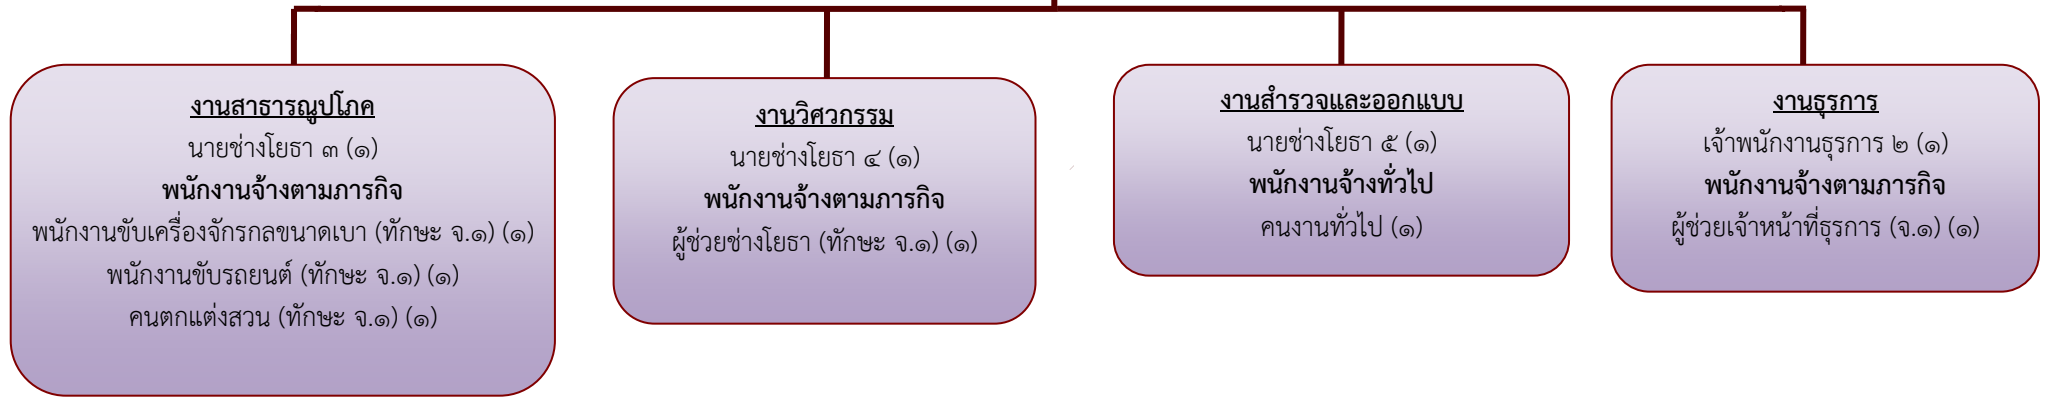 งานสาธารณูปโภค
นายช่างโยธา ๓ (๑)
พนักงานจ้างตามภารกิจ
พนักงานขับเครื่องจักรกลขนาดเบา (ทักษะ จ.๑) (๑)
พนักงานขับรถยนต์ (ทักษะ จ.๑) (๑)
คนตกแต่งสวน (ทักษะ จ.๑) (๑)
งานวิศวกรรม
นายช่างโยธา ๔ (๑)
พนักงานจ้างตามภารกิจ
ผู้ช่วยช่างโยธา (ทักษะ จ.๑) (๑)
งานสำรวจและออกแบบ
นายช่างโยธา ๕ (๑)
พนักงานจ้างทั่วไป
คนงานทั่วไป (๑)
งานธุรการ
เจ้าพนักงานธุรการ ๒ (๑)
พนักงานจ้างตามภารกิจ
ผู้ช่วยเจ้าหน้าที่ธุรการ (จ.๑) (๑)